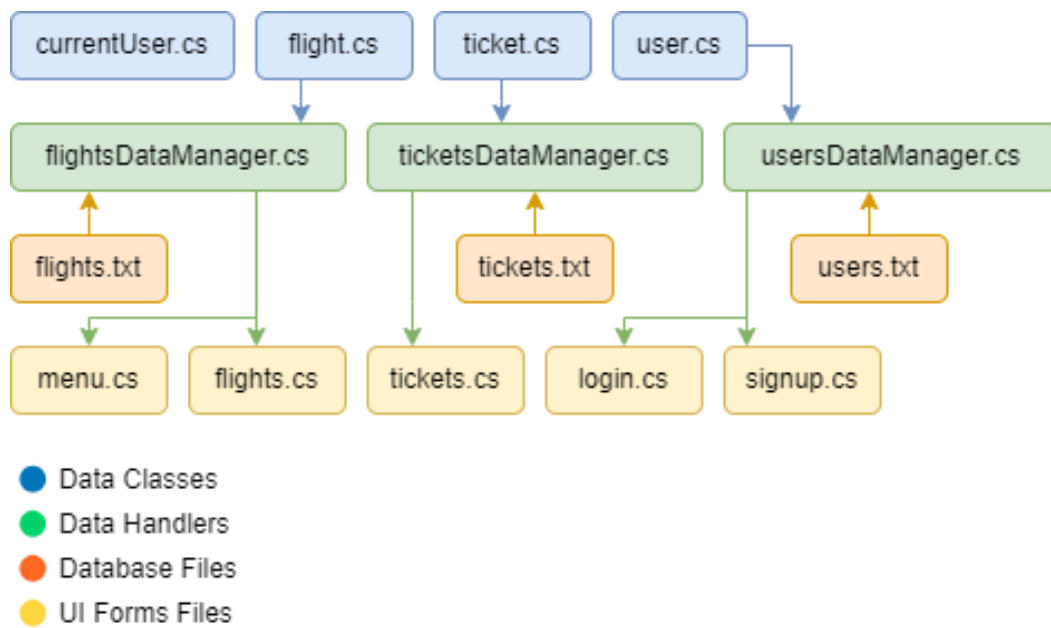 currentUser.cs
flight.cs
ticket.cs
user.cs
flightsDataManager.cs
ticketsDataManager.cs
usersDataManager.cs
flights.txt
tickets.txt
users.txt
menu.cs
flights.cs
tickets.cs
login.cs
signup.cs
Data Classes
Data Handlers
Database Files
UI Forms Files